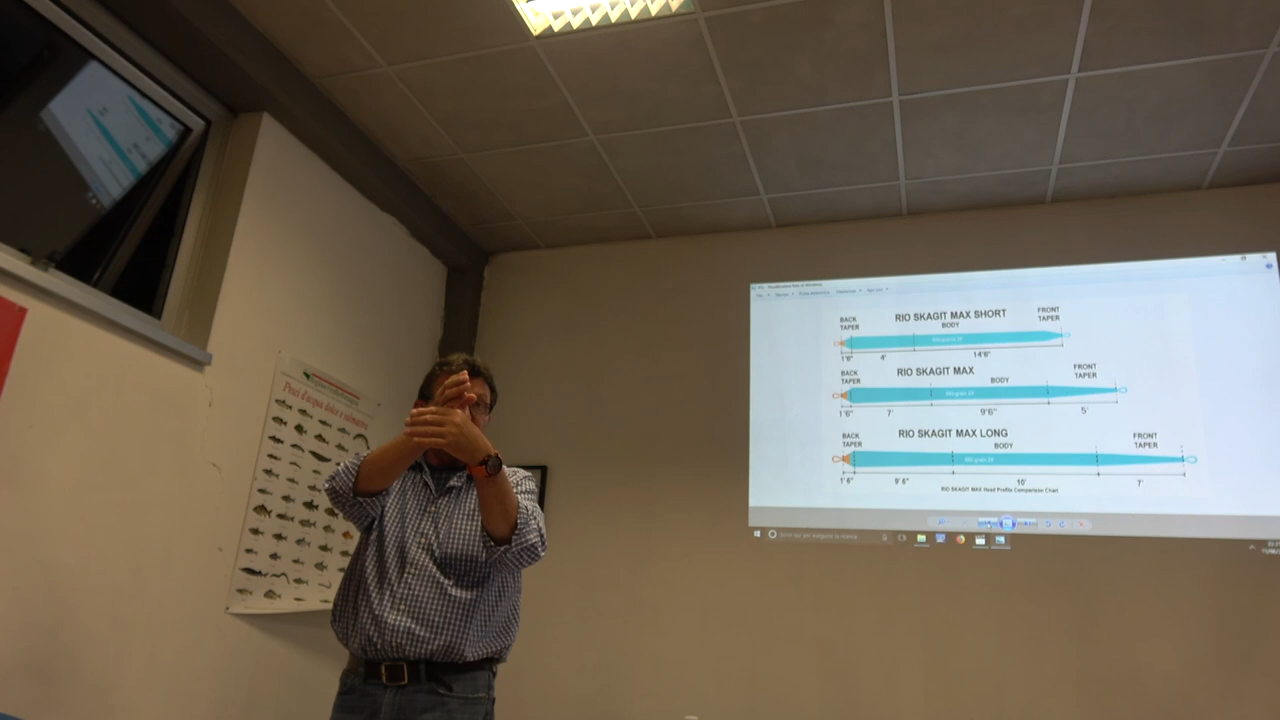 Pesci d'acqua dolce e salmastra
RIO SKAGIT MAX SHORT
BACK
TAPER
BODY
FRONT
TAPER
1'6"
4'
14'6"
RIO SKAGIT MAX
BACK
TAPER
BODY
FRONT
TAPER
1'6"
7'
9'6"
5'
RIO SKAGIT MAX LONG
BACK
TAPER
BODY
FRONT
TAPER
1' 6"
9' 6"
10'
7'
RIO SKAGIT MAX Head Profile Comparison Chart